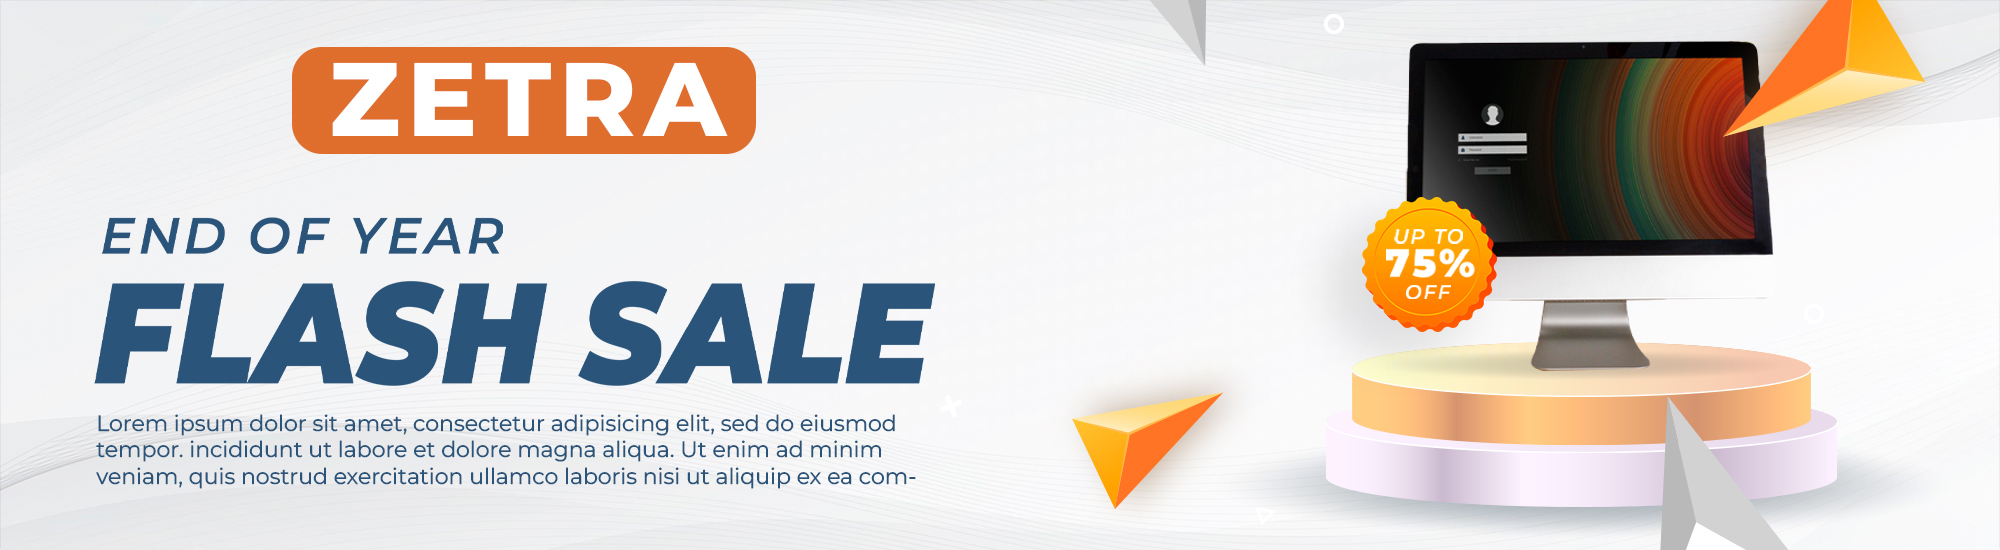 ZETRA
END OF YEAR
FLASH SALE
Lorem ipsum dolor sit amet, consectetur adipisicing elit, sed do eiusmod
tempor. incididunt ut labore et dolore magna aliqua. Ut enim ad minim
veniam, quis nostrud exercitation ullamco laboris nisi ut aliquip ex ea com-
UP TO
75%
OFF